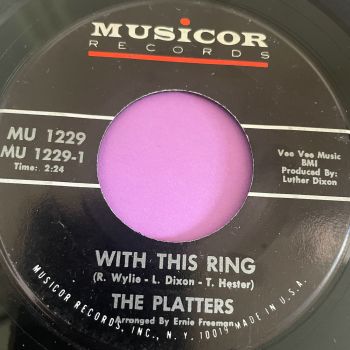 MUSICOR
RECORDS
MU 1229
MU 1229-1
Time: 2:24
Vee Vee Music
BMI
Produced By:
Luther Dixon
WITH THIS RING
(R. Wylie - L. Dixon - T. Hester)
THE PLATTERS
Arranged By Ernie Freeman
MUSICOR RECORDS, INC., N.Y., N.Y. 10019 MADE IN U.S.A.